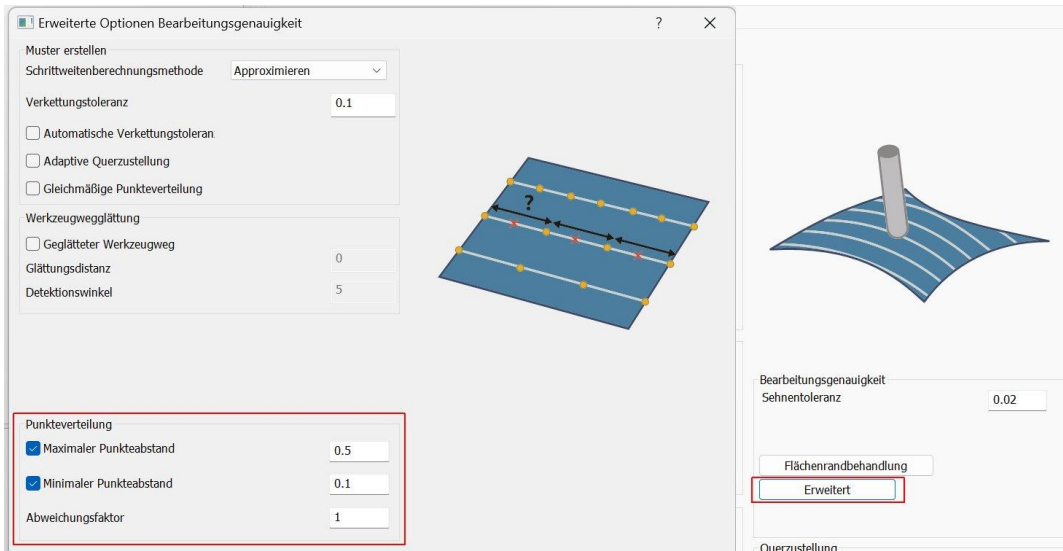 Erweiterte Optionen Bearbeitungsgenauigkeit
?
Muster erstellen
Schrittweitenberechnungsmethode Approximieren
Verkettungstoleranz 0.1
Automatische Verkettungstoleran
Adaptive Querzustellung
Gleichmäßige Punkteverteilung
Werkzeugwegglättung
Geglätteter Werkzeugweg
Glättungsdistanz 0
Detektionswinkel 5
?
Punkteverteilung
Maximaler Punkteabstand 0.5
Minimaler Punkteabstand 0.1
Abweichungsfaktor 1
Bearbeitungsgenauigkeit
Sehnentoleranz 0.02
Flächenrandbehandlung
Erweitert
Querzustellung